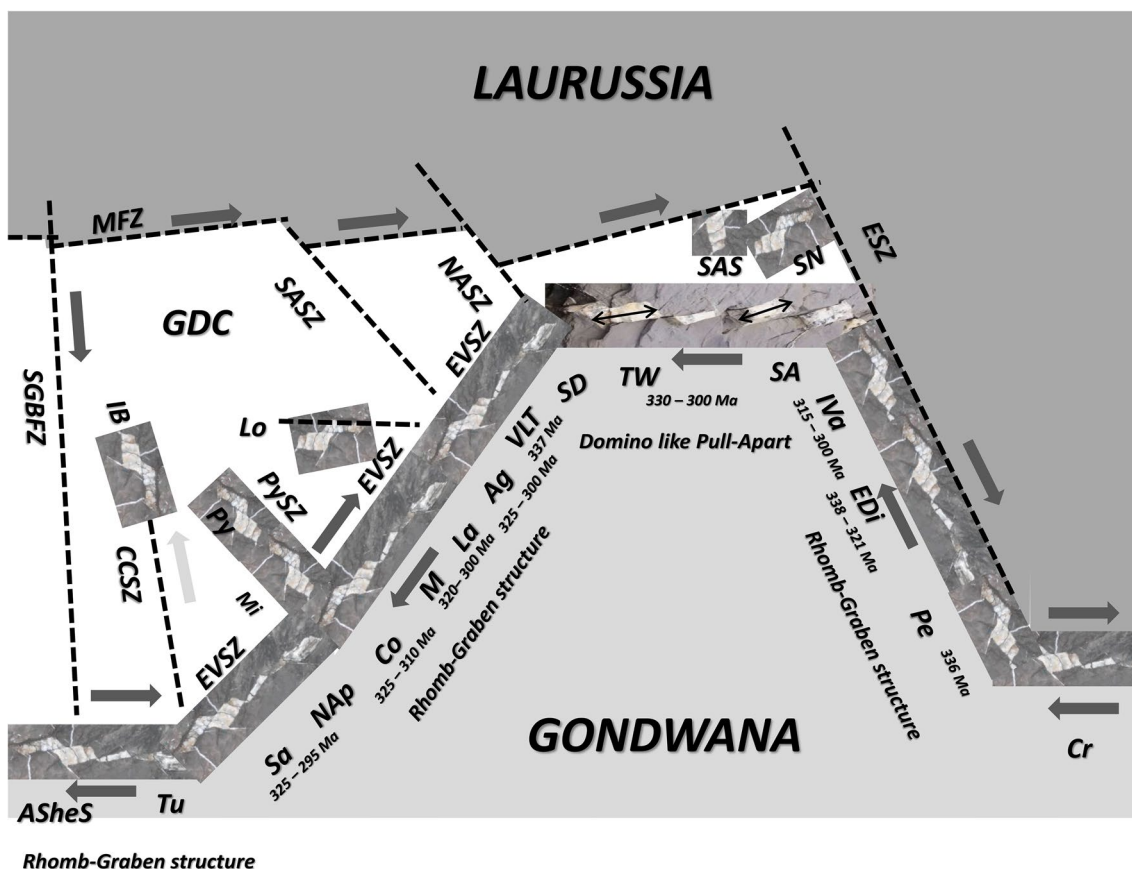 LAURUSSIA
MFZ
ESZ
SAS
SN
NASZ
SASZ
GDC
EVSZ
SGBFZ
IB
Lo
EVSZ
PySZ
Py
CCSZ
Mi
EVSZ
SD
TW
SA
330 – 300 Ma
Domino like Pull-Apart
VLT
337 Ma
Ag
325 – 300 Ma
La
M
320– 300 Ma
Co
325 – 310 Ma
Rhomb-Graben structure
NAp
Sa
325 – 295 Ma
IVa
315 – 300 Ma
EDi
338 – 321 Ma
Rhomb-Graben structure
Pe
336 Ma
GONDWANA
Cr
Tu
ASheS
Rhomb-Graben structure